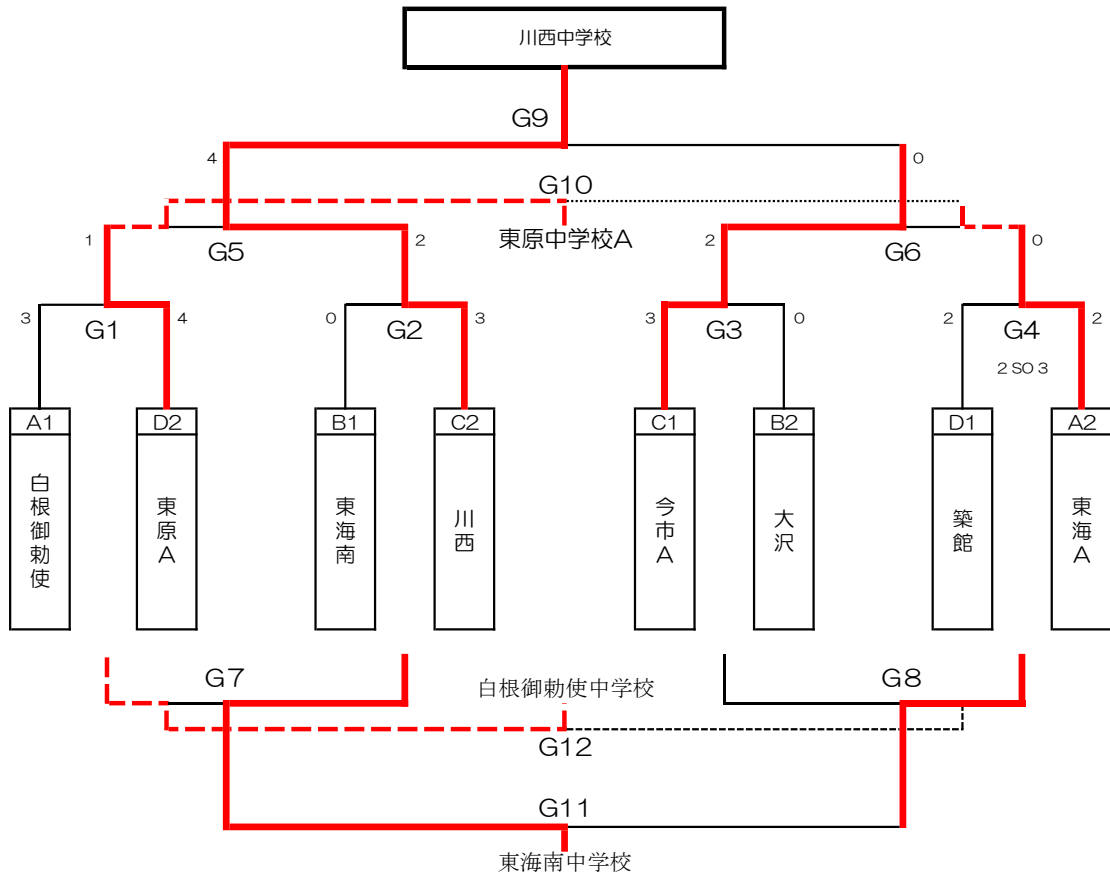 川西中学校
G9
4 0
G10
1 G5 2 東原中学校A 2 G6 0
3 G1 4 0 G2 3 3 G3 0 2 G4 2
2 SO 3
A1 D2 B1 C2 C1 B2 D1 A2
白根御勅使
東原A
東海南
川西
今市A
大沢
築館
東海A
G7 白根御勅使中学校 G8
G12
G11
東海南中学校